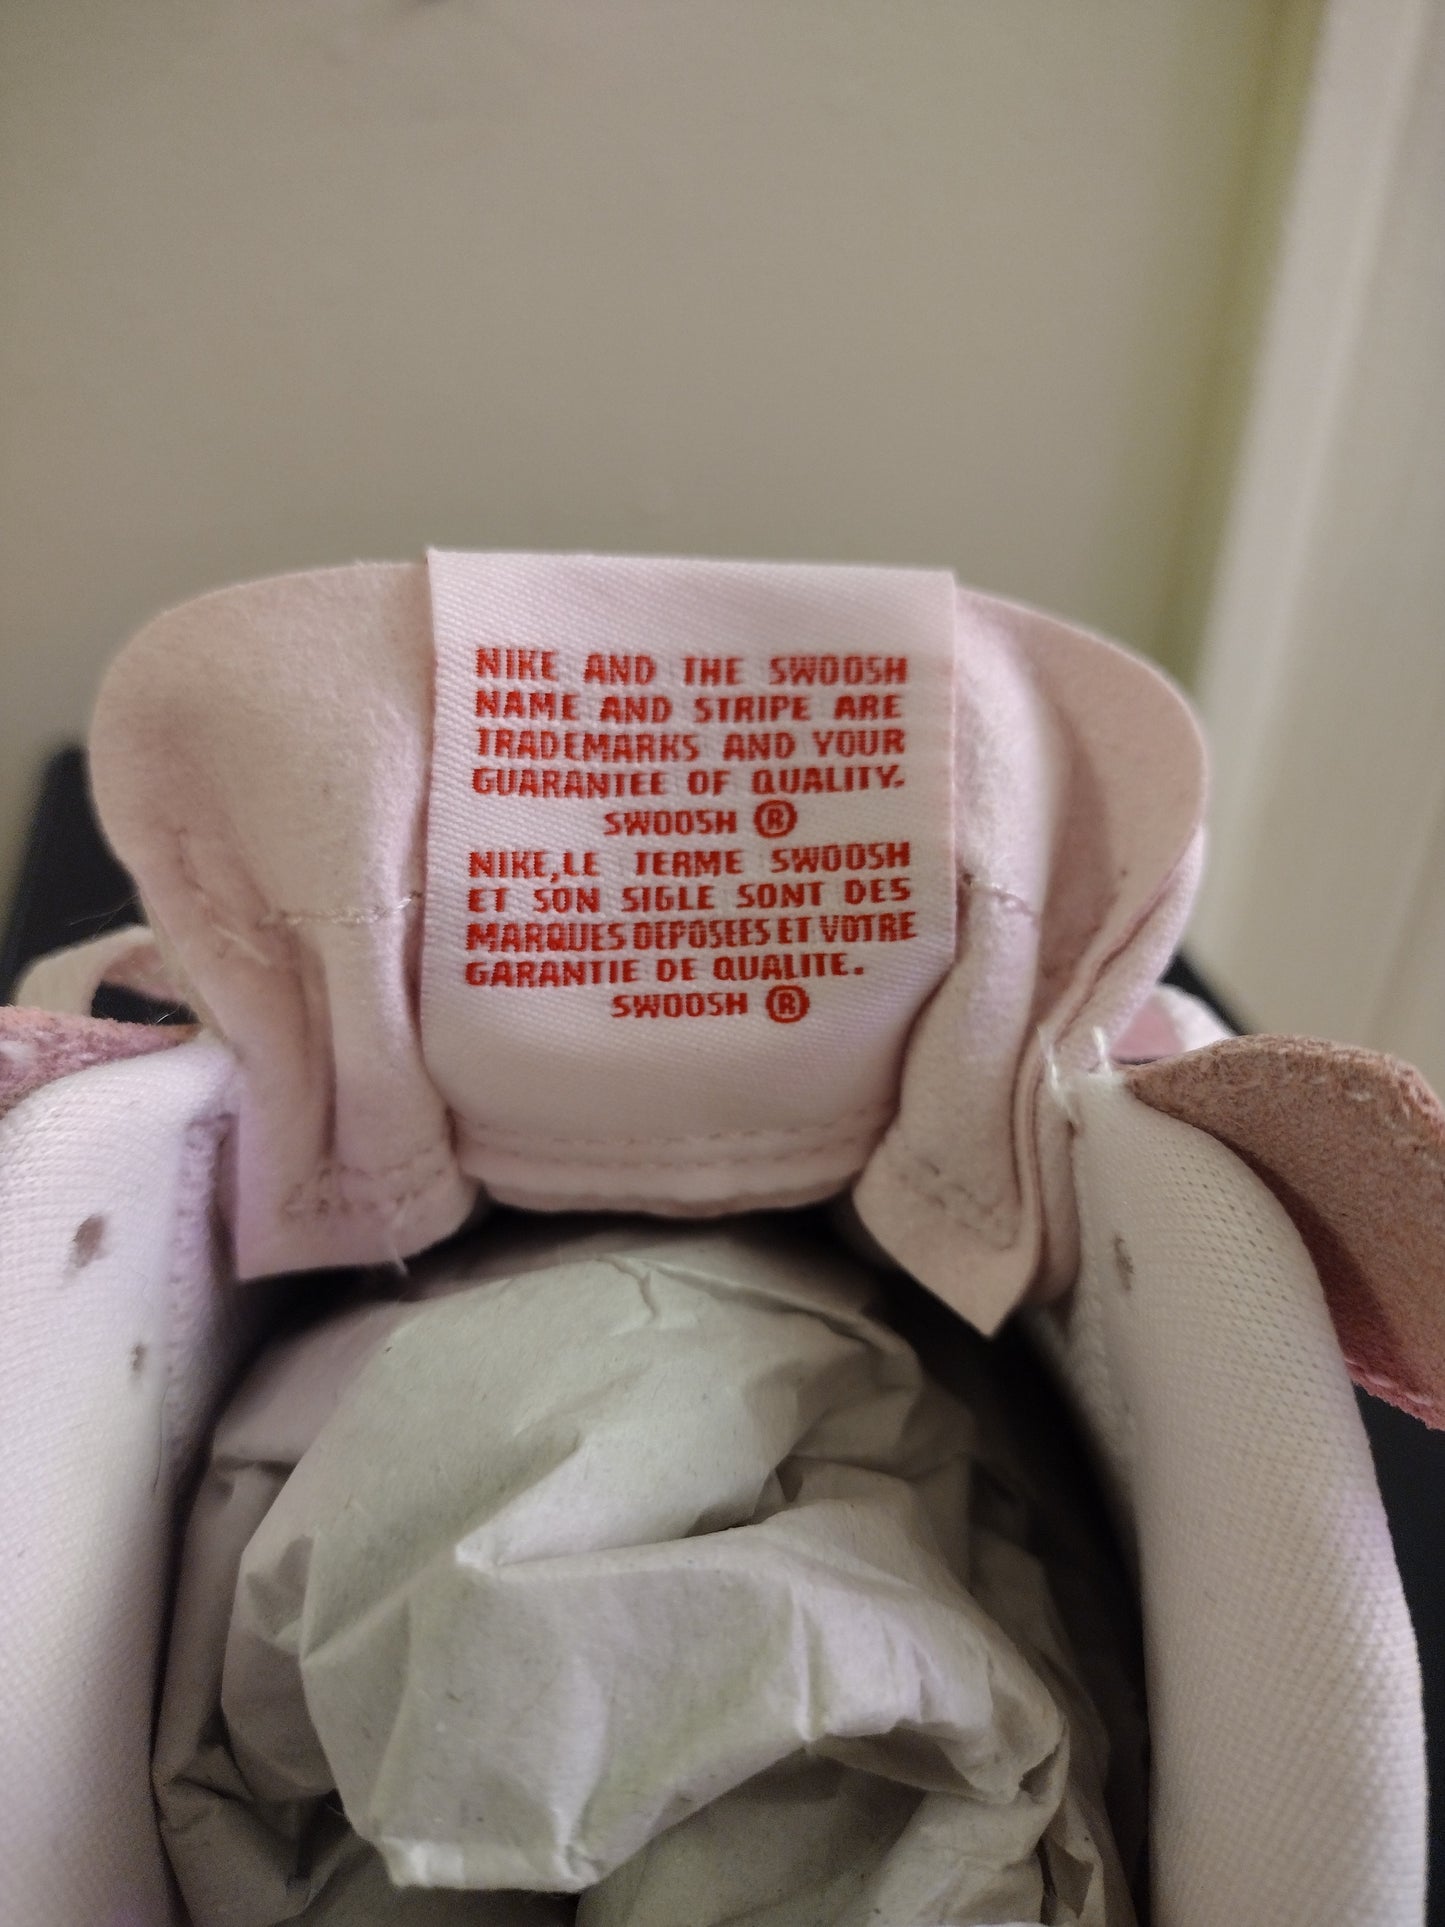 NIKE AND THE SWOOSH
NAME AND STRIPE ARE
TRADEMARKS AND YOUR
GUARANTEE OF QUALITY.
SWOOSH ®
NIKE,LE TERME SWOOSH
ET SON SIGLE SONT DES
MARQUES DEPOSEES ET VOTRE
GARANTIE DE QUALITE.
SWOOSH ®